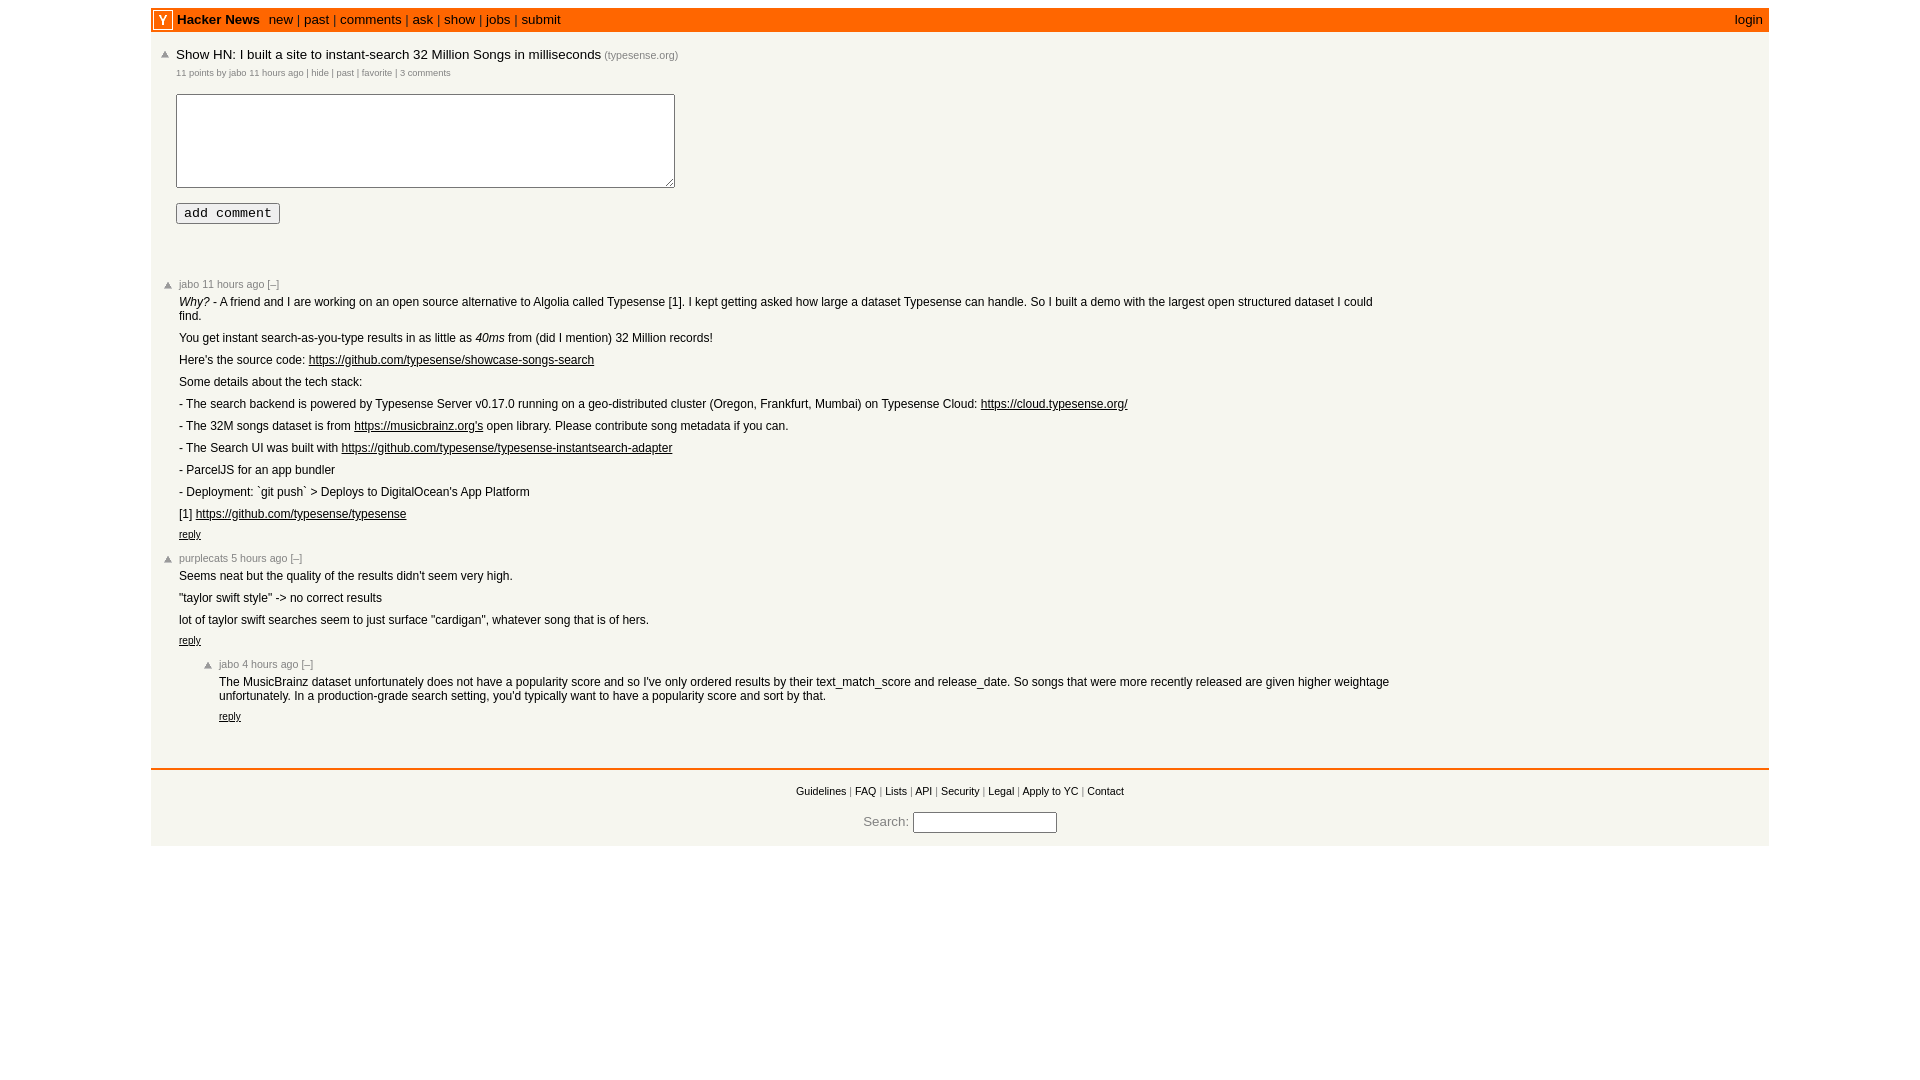 Y Hacker News new | past | comments | ask | show | jobs | submit login
Show HN: I built a site to instant-search 32 Million Songs in milliseconds (typesense.org)
11 points by jabo 11 hours ago | hide | past | favorite | 3 comments
add comment
jabo 11 hours ago [–]
Why? - A friend and I are working on an open source alternative to Algolia called Typesense [1]. I kept getting asked how large a dataset Typesense can handle. So I built a demo with the largest open structured dataset I could
find.
You get instant search-as-you-type results in as little as 40ms from (did I mention) 32 Million records!
Here's the source code: https://github.com/typesense/showcase-songs-search
Some details about the tech stack:
- The search backend is powered by Typesense Server v0.17.0 running on a geo-distributed cluster (Oregon, Frankfurt, Mumbai) on Typesense Cloud: https://cloud.typesense.org/
- The 32M songs dataset is from https://musicbrainz.org's open library. Please contribute song metadata if you can.
- The Search UI was built with https://github.com/typesense/typesense-instantsearch-adapter
- ParcelJS for an app bundler
- Deployment: `git push` > Deploys to DigitalOcean's App Platform
[1] https://github.com/typesense/typesense
reply
purplecats 5 hours ago [–]
Seems neat but the quality of the results didn't seem very high.
"taylor swift style" -> no correct results
lot of taylor swift searches seem to just surface "cardigan", whatever song that is of hers.
reply
jabo 4 hours ago [–]
The MusicBrainz dataset unfortunately does not have a popularity score and so I've only ordered results by their text_match_score and release_date. So songs that were more recently released are given higher weightage
unfortunately. In a production-grade search setting, you'd typically want to have a popularity score and sort by that.
reply
Guidelines | FAQ | Lists | API | Security | Legal | Apply to YC | Contact
Search: